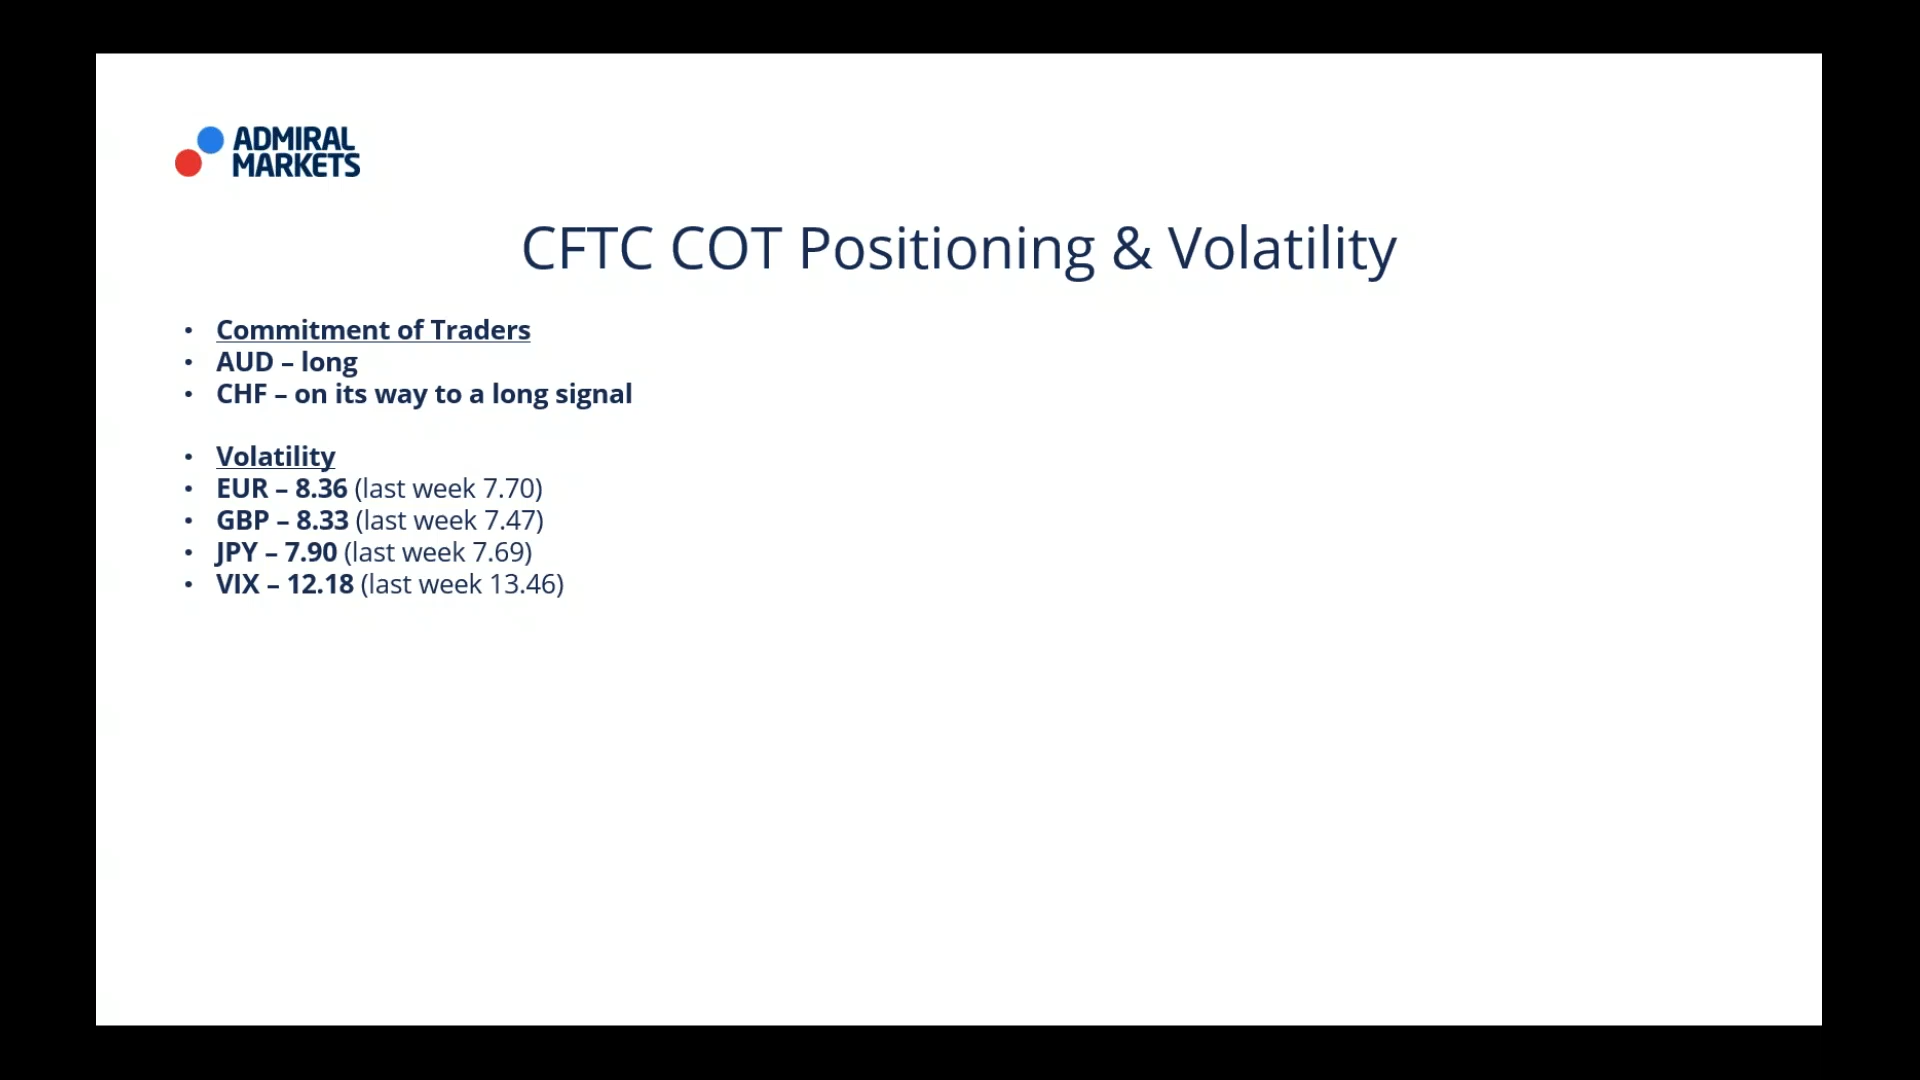 ADMIRAL
MARKETS
CFTC COT Positioning & Volatility
• Commitment of Traders
• AUD – long
• CHF – on its way to a long signal
• Volatility
• EUR – 8.36 (last week 7.70)
• GBP – 8.33 (last week 7.47)
• JPY – 7.90 (last week 7.69)
• VIX – 12.18 (last week 13.46)